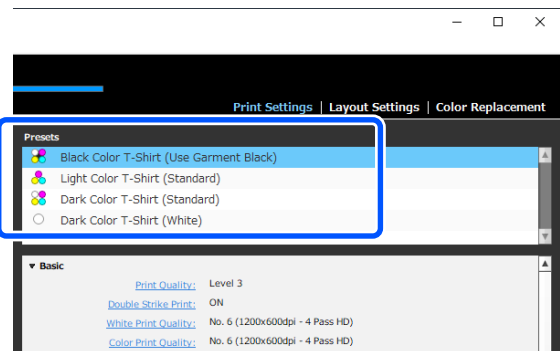 Print Settings | Layout Settings | Color Replacement
Presets
Black Color T-Shirt (Use Garment Black)
Light Color T-Shirt (Standard)
Dark Color T-Shirt (Standard)
Dark Color T-Shirt (White)
Basic
Print Quality: Level 3
Double Strike Print: ON
White Print Quality: No. 6 (1200x600dpi - 4 Pass HD)
Color Print Quality: No. 6 (1200x600dpi - 4 Pass HD)